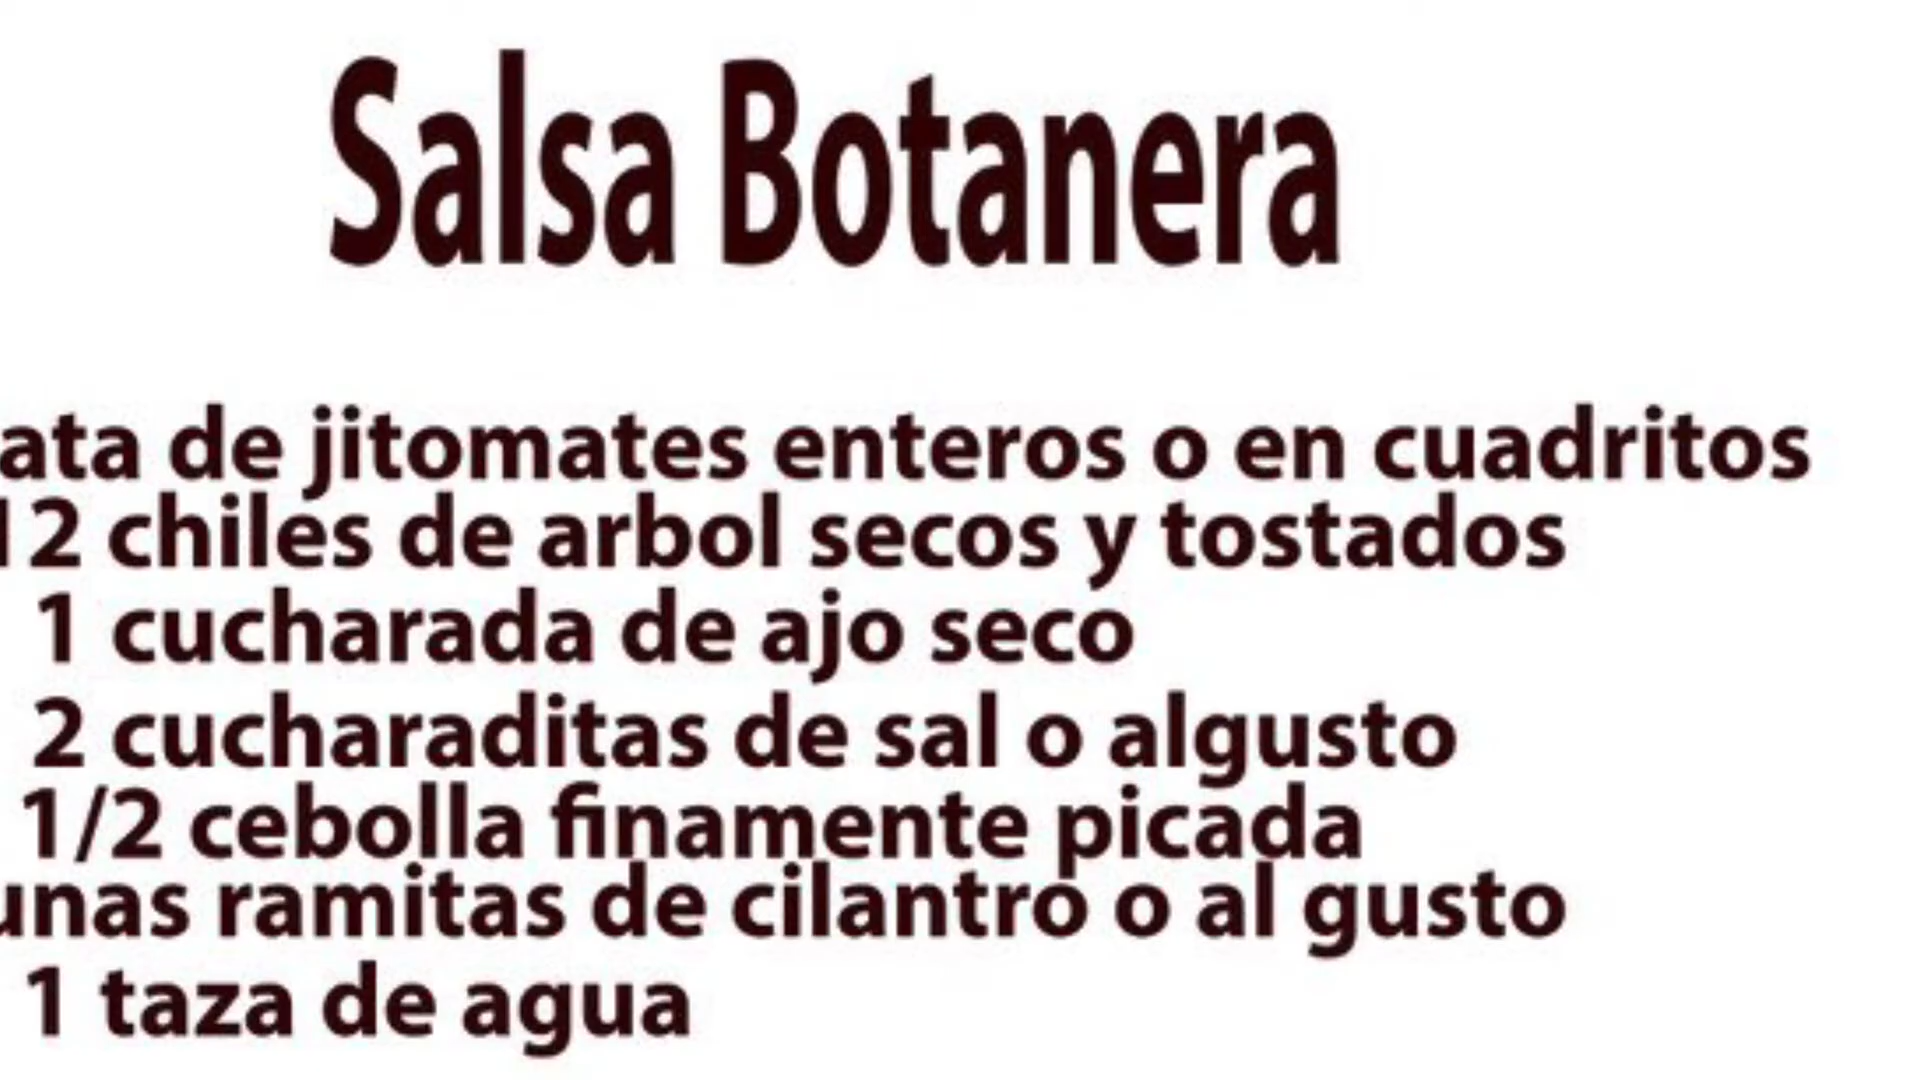 Salsa Botanera
ata de jitomates enteros o en cuadritos
12 chiles de arbol secos y tostados
1 cucharada de ajo seco
2 cucharaditas de sal o algusto
1/2 cebolla finamente picada
unas ramitas de cilantro o al gusto
1 taza de agua